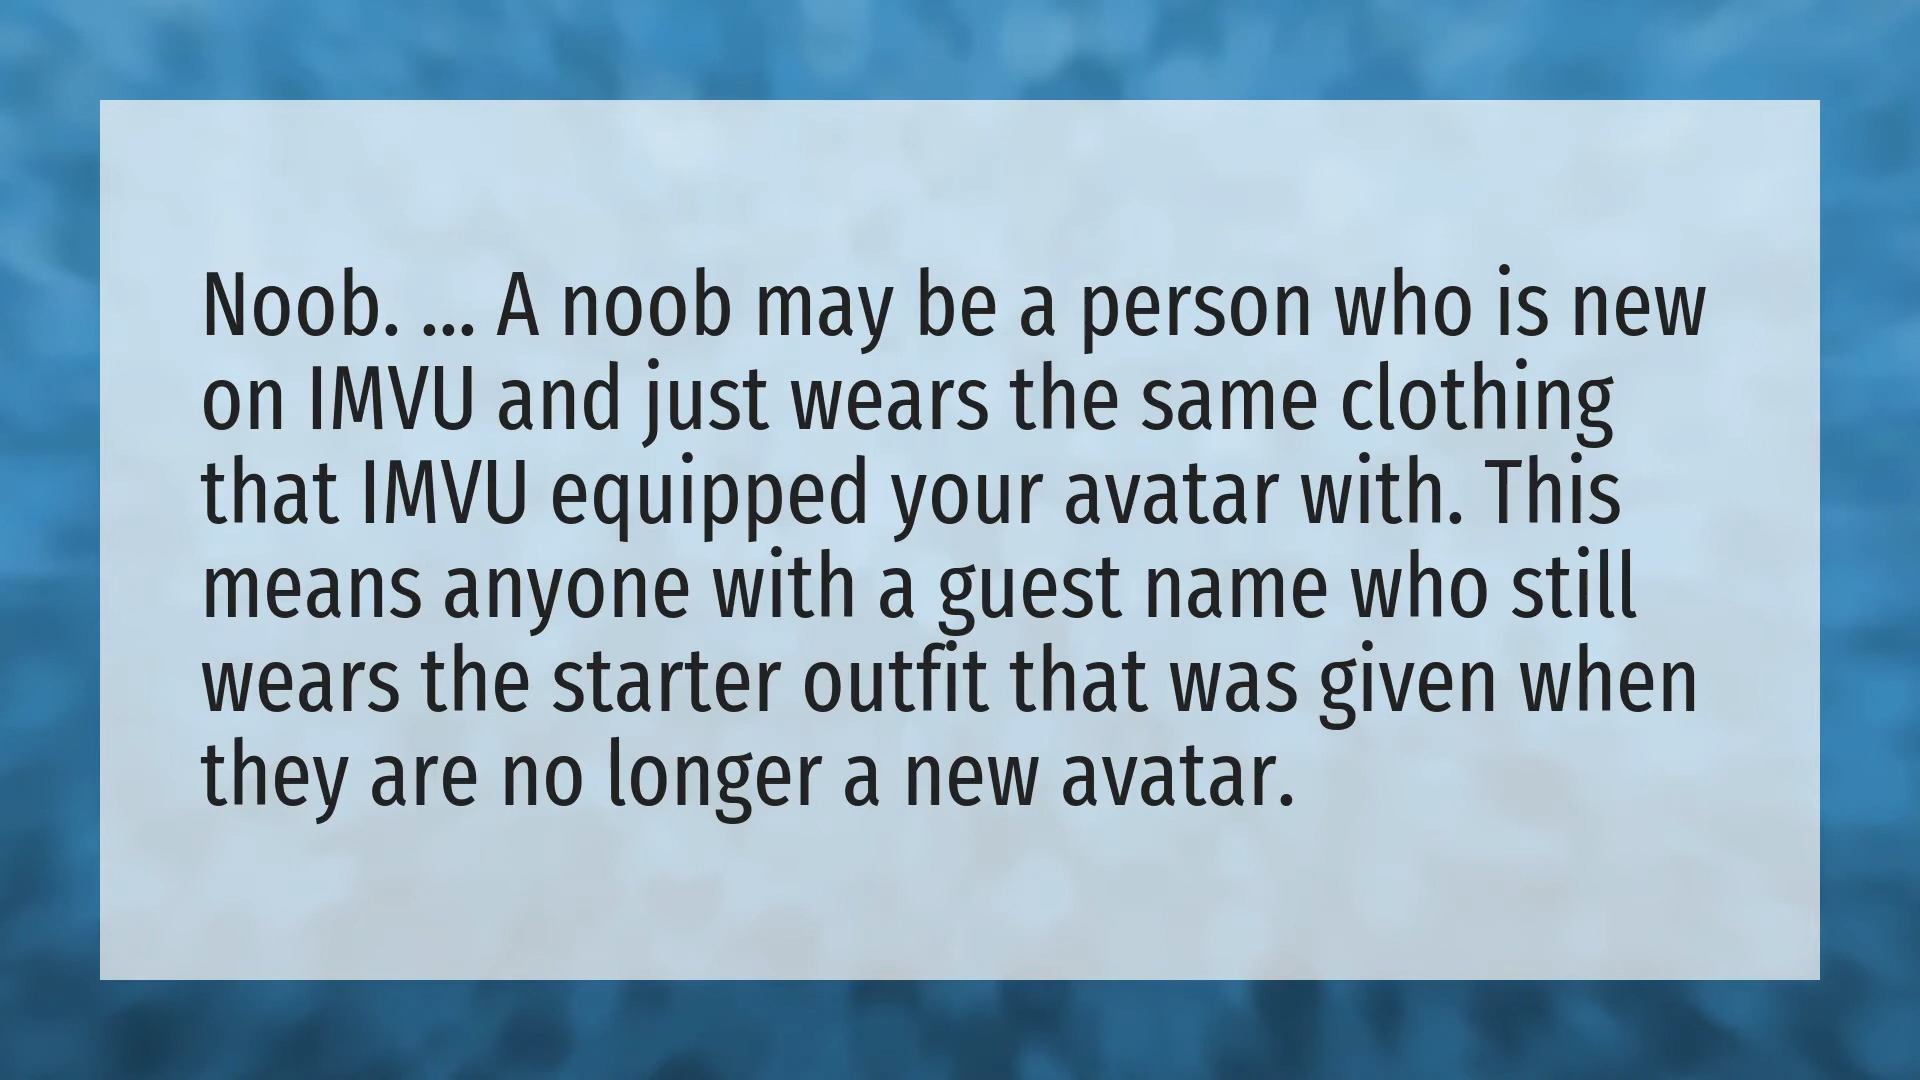 Noob. ... A noob may be a person who is new
on IMVU and just wears the same clothing
that IMVU equipped your avatar with. This
means anyone with a guest name who still
wears the starter outfit that was given when
they are no longer a new avatar.